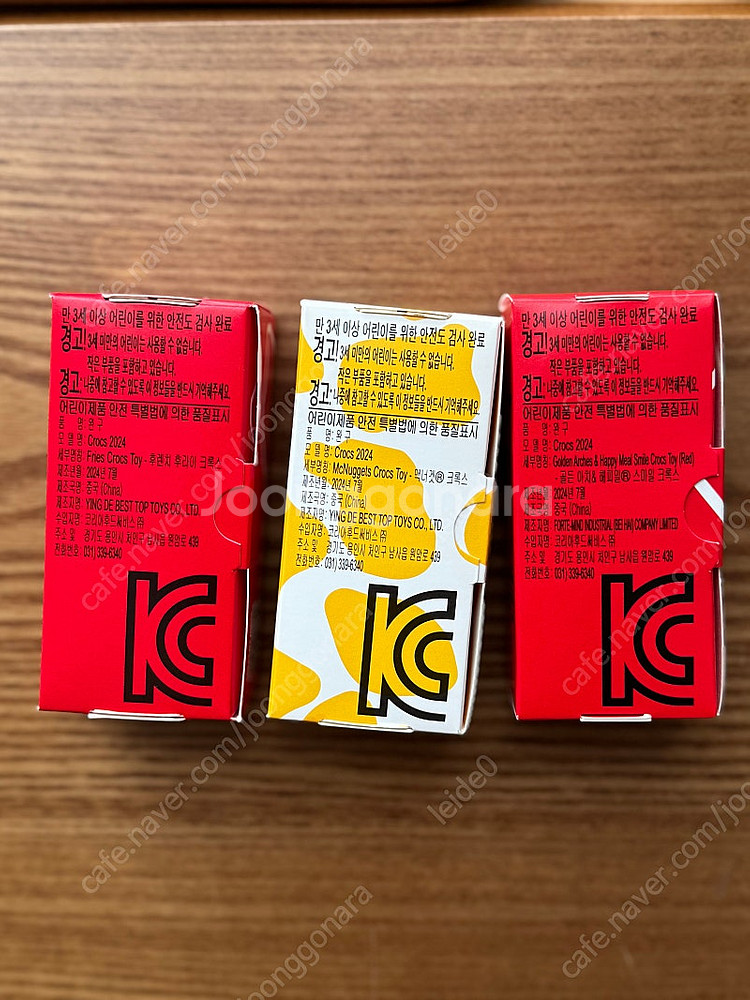 만 3세 이상 어린이를 위한 안전도 검사 완료
경고! 3세 미만의 어린이는 사용할 수 없습니다.
작은 부품을 포함하고 있습니다.
경고: 나중에 참고할 수 있도록 이 정보들을 반드시 기억해주세요.
어린이제품 안전 특별법에 의한 품질표시
품 명: 완 구
모 델 명: Crocs 2024
세부명칭: Fries Crocs Toy - 후렌치 후라이 크록스
제조년월: 2024년 7월
제조국명: 중국 (China)
제조자명: YING DE BEST TOP TOYS CO., LTD.
수입자명: 코리아후드써비스 ㈜
주소 및 경기도 용인시 처인구 남사읍 원암로 439
전화번호: 031) 339-6340
KC
만 3세 이상 어린이를 위한 안전도 검사 완료
경고! 3세 미만의 어린이는 사용할 수 없습니다.
작은 부품을 포함하고 있습니다.
경고: 나중에 참고할 수 있도록 이 정보들을 반드시 기억해주세요.
어린이제품 안전 특별법에 의한 품질표시
품 명: 완 구
모 델 명: Crocs 2024
세부명칭: McNuggets Crocs Toy - 맥너겟® 크록스
제조년월: 2024년 7월
제조국명: 중국 (China)
제조자명: YING DE BEST TOP TOYS CO., LTD.
수입자명: 코리아후드써비스 ㈜
주소 및 경기도 용인시 처인구 남사읍 원암로 439
전화번호: 031) 339-6340
KC
만 3세 이상 어린이를 위한 안전도 검사 완료
경고! 3세 미만의 어린이는 사용할 수 없습니다.
작은 부품을 포함하고 있습니다.
경고: 나중에 참고할 수 있도록 이 정보들을 반드시 기억해주세요.
어린이제품 안전 특별법에 의한 품질표시
품 명: 완 구
모 델 명: Crocs 2024
세부명칭: Golden Arches & Happy Meal Smile Crocs Toy (Red)
- 골든 아치 & 해피밀® 스마일 크록스
제조년월: 2024년 7월
제조국명: 중국 (China)
제조자명: FORTE-MIND INDUSTRIAL (BEI HAI) COMPANY LIMITED
수입자명: 코리아후드써비스 ㈜
주소 및 경기도 용인시 처인구 남사읍 원암로 439
전화번호: 031) 339-6340
KC
Joonggonara
cafe.naver.com/joonggonara
leide0
cafe.naver.com/joonggonara
leide0